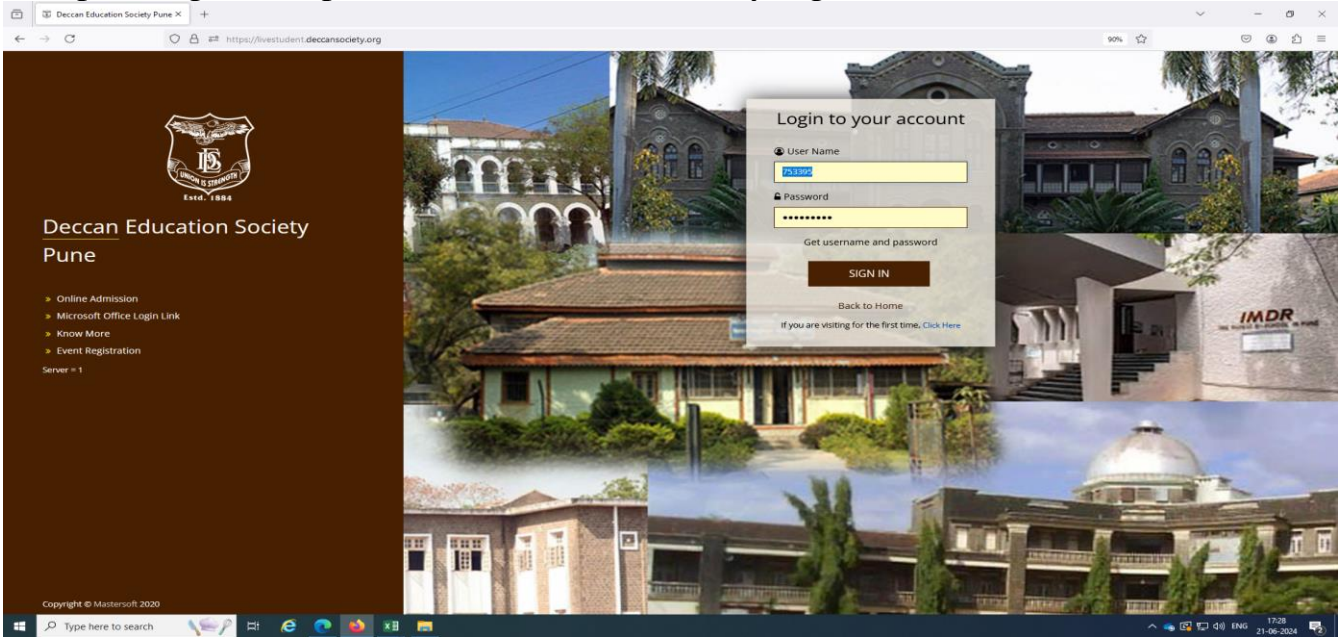 Deccan Education Society Pune
https://livestudent.deccansociety.org
90%
UNION IS STRENGTH
Estd. 1884
Deccan Education Society
Pune
Online Admission
Microsoft Office Login Link
Know More
Event Registration
Server = 1
Copyright © Mastersoft 2020
Login to your account
User Name
753395
Password
•••••••••
Get username and password
SIGN IN
Back to Home
If you are visiting for the first time, Click Here
IMDR
Type here to search
ENG
17:28
21-06-2024